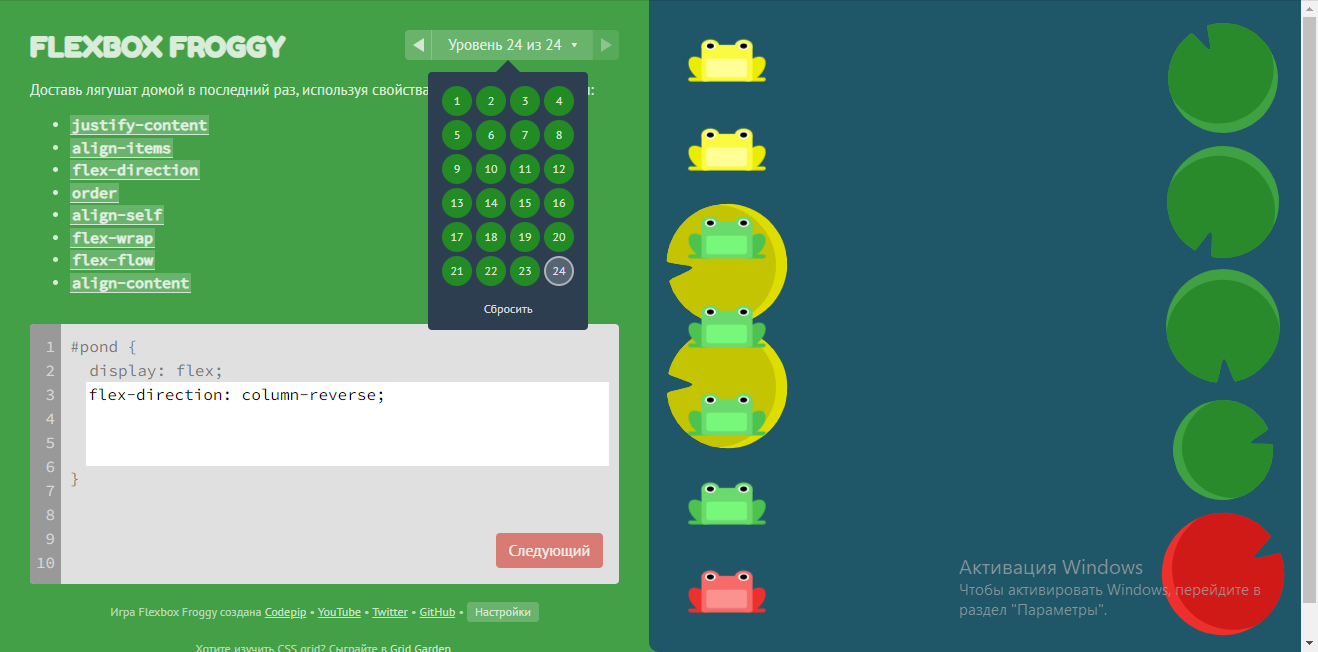 FLEXBOX FROGGY
Уровень 24 из 24
Доставь лягушат домой в последний раз, используя свойства
justify-content
align-items
flex-direction
order
align-self
flex-wrap
flex-flow
align-content
1 2 3 4
5 6 7 8
9 10 11 12
13 14 15 16
17 18 19 20
21 22 23 24
Сбросить
1 #pond {
2 display: flex;
3 flex-direction: column-reverse;
4
5
6
7 }
8
9
10
Следующий
Игра Flexbox Froggy создана Codepip • YouTube • Twitter • GitHub • Настройки
Хотите изучить CSS grid? Сыграйте в Grid Garden.
Активация Windows
Чтобы активировать Windows, перейдите в
раздел "Параметры".